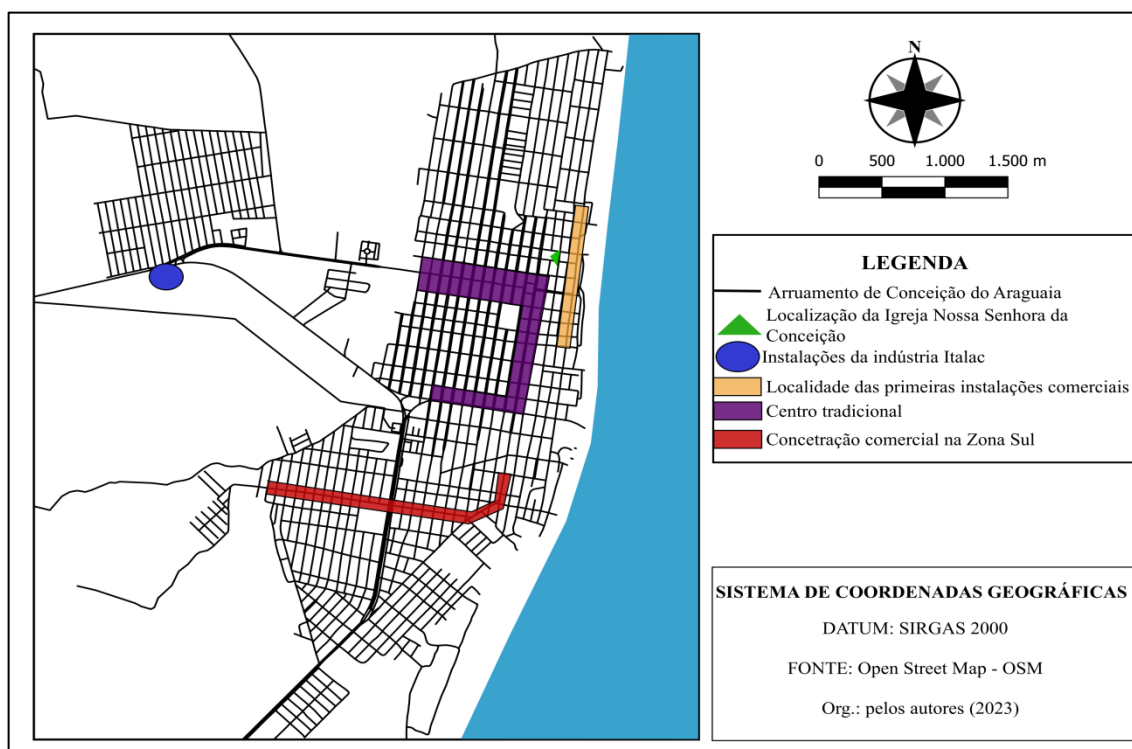 N
0 500 1.000 1.500 m
LEGENDA
Arruamento de Conceição do Araguaia
Localização da Igreja Nossa Senhora da
Conceição
Instalações da indústria Italac
Localidade das primeiras instalações comerciais
Centro tradicional
Concetração comercial na Zona Sul
SISTEMA DE COORDENADAS GEOGRÁFICAS
DATUM: SIRGAS 2000
FONTE: Open Street Map - OSM
Org.: pelos autores (2023)